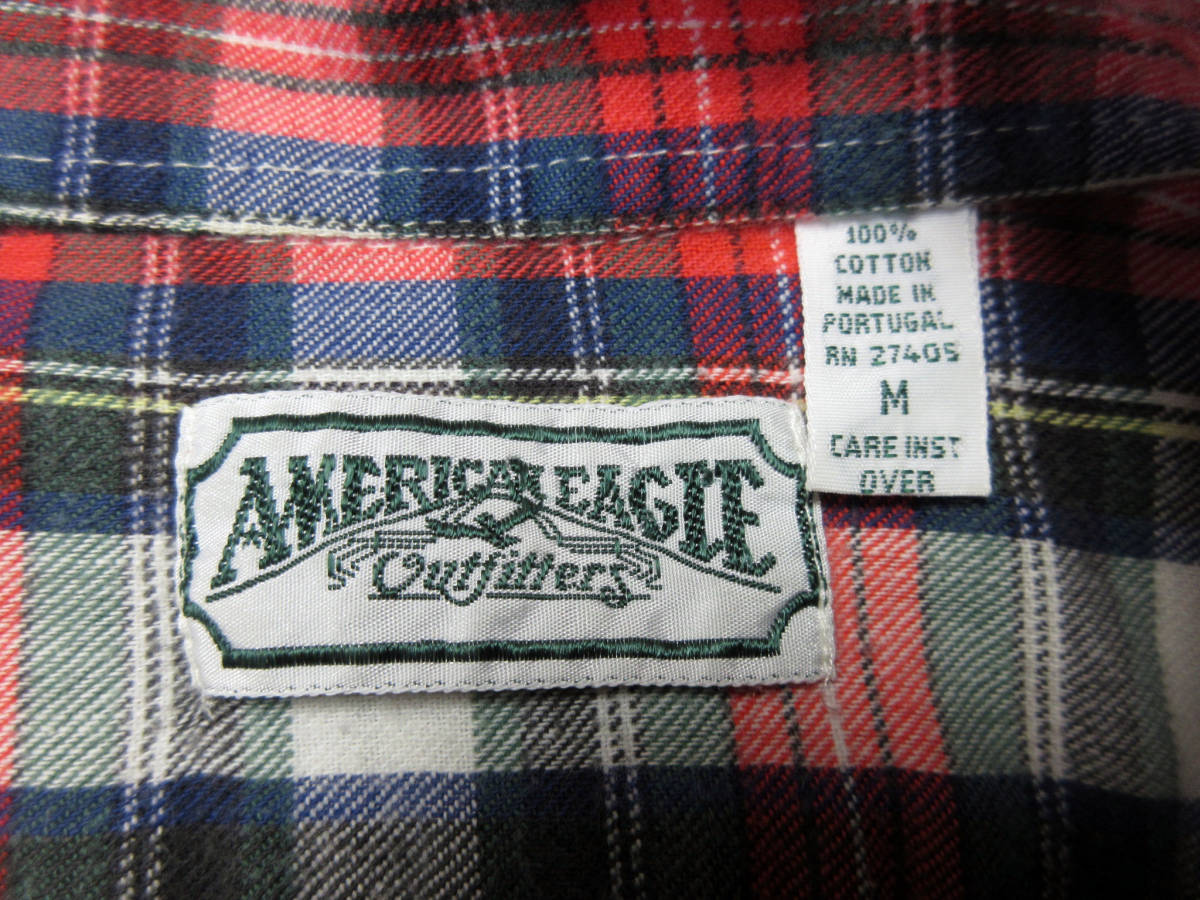 100%
COTTON
MADE IN
PORTUGAL
RN 27405
M
CARE INST
OVER
AMERICAN EAGLE
Outfitters